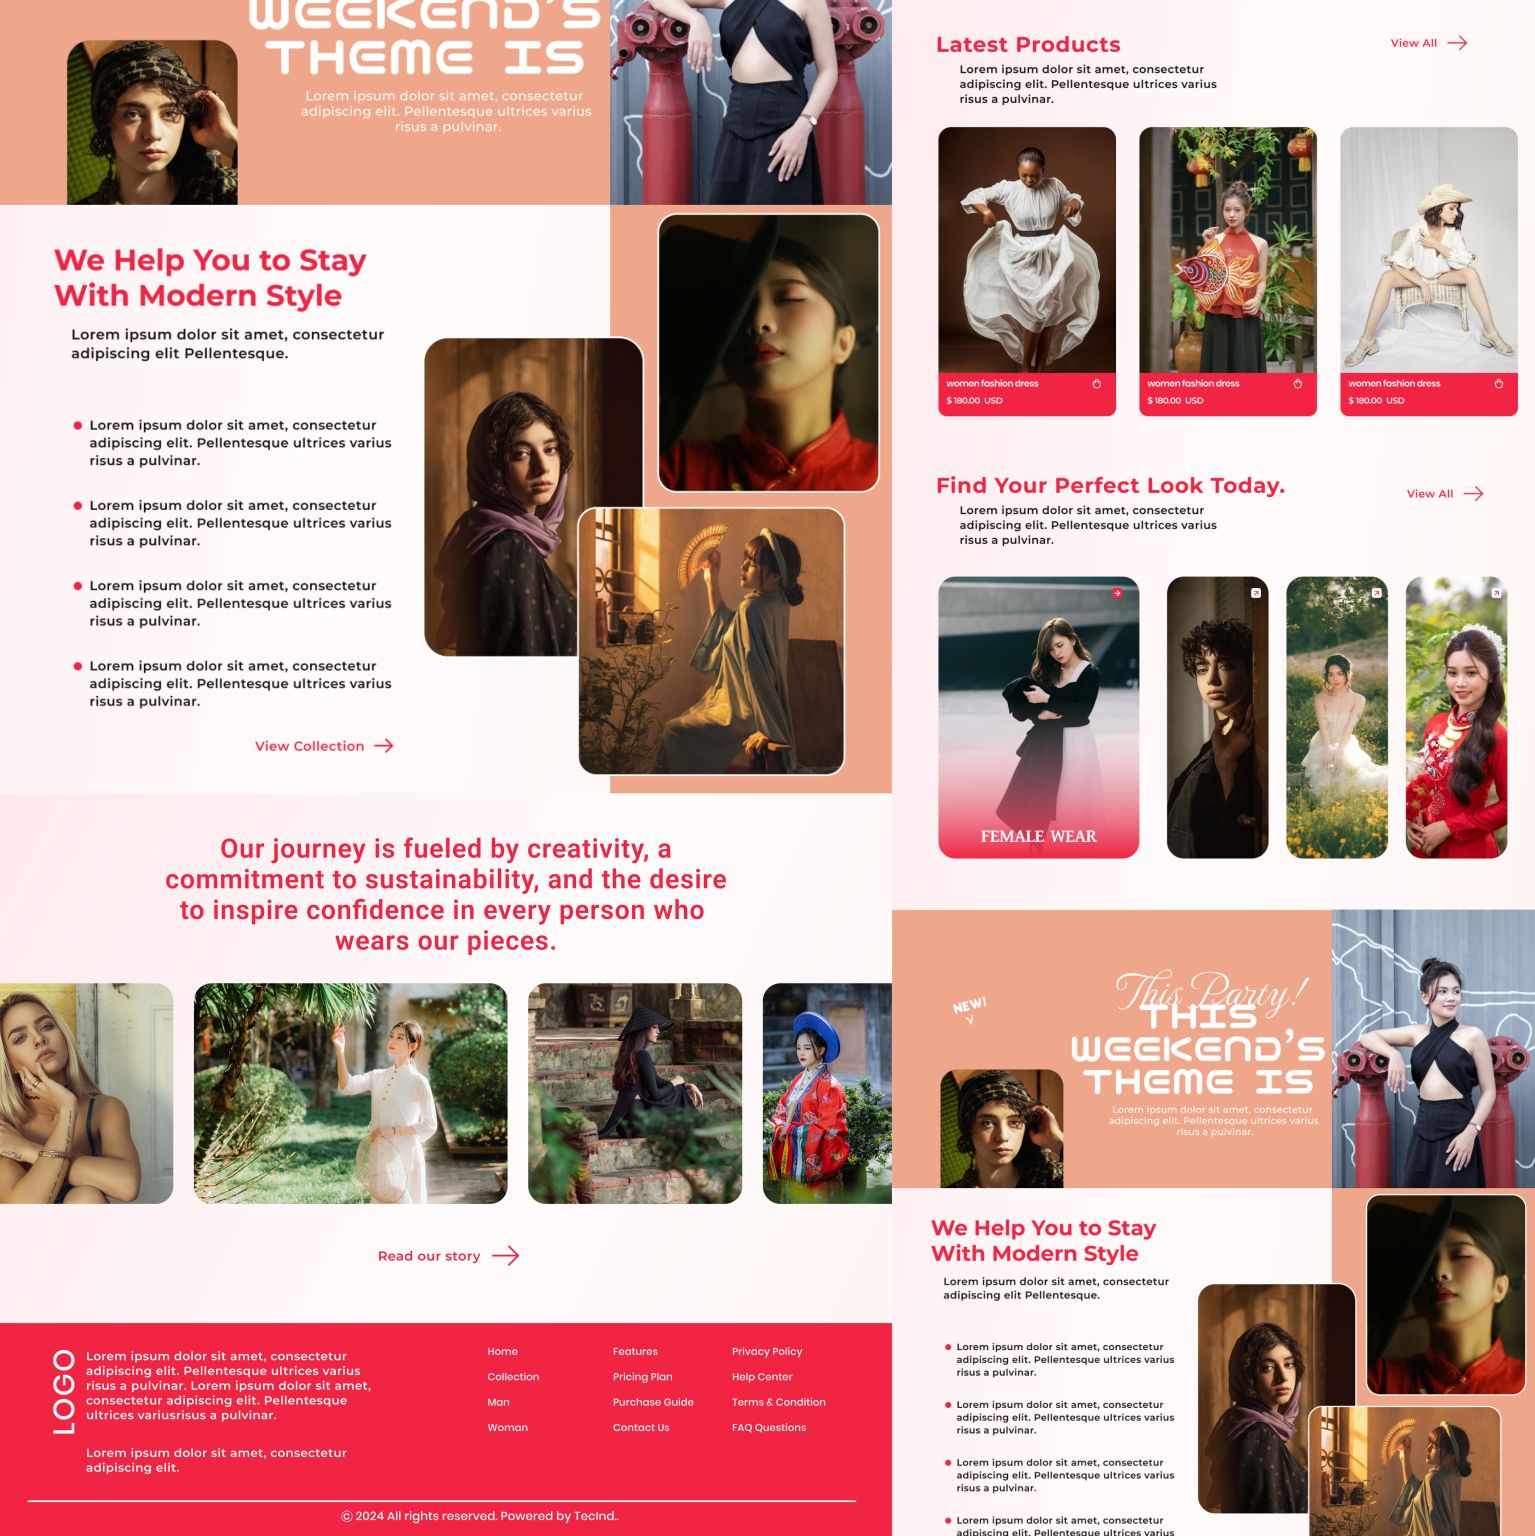 WEEKEND'S
THEME IS
Lorem ipsum dolor sit amet, consectetur
adipiscing elit. Pellentesque ultrices varius
risus a pulvinar.
We Help You to Stay
With Modern Style
Lorem ipsum dolor sit amet, consectetur
adipiscing elit Pellentesque.
Lorem ipsum dolor sit amet, consectetur
adipiscing elit. Pellentesque ultrices varius
risus a pulvinar.
Lorem ipsum dolor sit amet, consectetur
adipiscing elit. Pellentesque ultrices varius
risus a pulvinar.
Lorem ipsum dolor sit amet, consectetur
adipiscing elit. Pellentesque ultrices varius
risus a pulvinar.
Lorem ipsum dolor sit amet, consectetur
adipiscing elit. Pellentesque ultrices varius
risus a pulvinar.
View Collection
Our journey is fueled by creativity, a
commitment to sustainability, and the desire
to inspire confidence in every person who
wears our pieces.
Read our story
LOGO
Lorem ipsum dolor sit amet, consectetur
adipiscing elit. Pellentesque ultrices varius
risus a pulvinar. Lorem ipsum dolor sit amet,
consectetur adipiscing elit. Pellentesque
ultrices variusrisus a pulvinar.
Lorem ipsum dolor sit amet, consectetur
adipiscing elit.
Home
Collection
Man
Woman
Features
Pricing Plan
Purchase Guide
Contact Us
Privacy Policy
Help Center
Terms & Condition
FAQ Questions
© 2024 All rights reserved. Powered by TecInd..
Latest Products
View All
Lorem ipsum dolor sit amet, consectetur
adipiscing elit. Pellentesque ultrices varius
risus a pulvinar.
women fashion dress
$ 180.00 USD
women fashion dress
$ 180.00 USD
women fashion dress
$ 180.00 USD
Find Your Perfect Look Today.
View All
Lorem ipsum dolor sit amet, consectetur
adipiscing elit. Pellentesque ultrices varius
risus a pulvinar.
FEMALE WEAR
NEW!
y
This Party!
THIS
WEEKEND'S
THEME IS
Lorem ipsum dolor sit amet, consectetur
adipiscing elit. Pellentesque ultrices varius
risus a pulvinar.
We Help You to Stay
With Modern Style
Lorem ipsum dolor sit amet, consectetur
adipiscing elit Pellentesque.
Lorem ipsum dolor sit amet, consectetur
adipiscing elit. Pellentesque ultrices varius
risus a pulvinar.
Lorem ipsum dolor sit amet, consectetur
adipiscing elit. Pellentesque ultrices varius
risus a pulvinar.
Lorem ipsum dolor sit amet, consectetur
adipiscing elit. Pellentesque ultrices varius
risus a pulvinar.
Lorem ipsum dolor sit amet, consectetur
adipiscing elit. Pellentesque ultrices varius